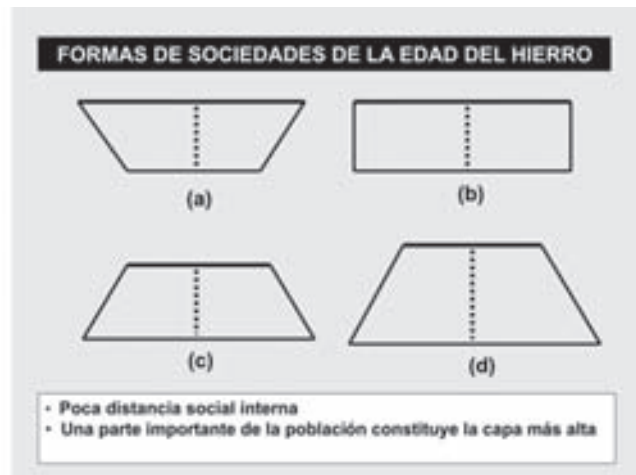 FORMAS DE SOCIEDADES DE LA EDAD DEL HIERRO
(a)
(b)
(c)
(d)
• Poca distancia social interna
• Una parte importante de la población constituye la capa más alta